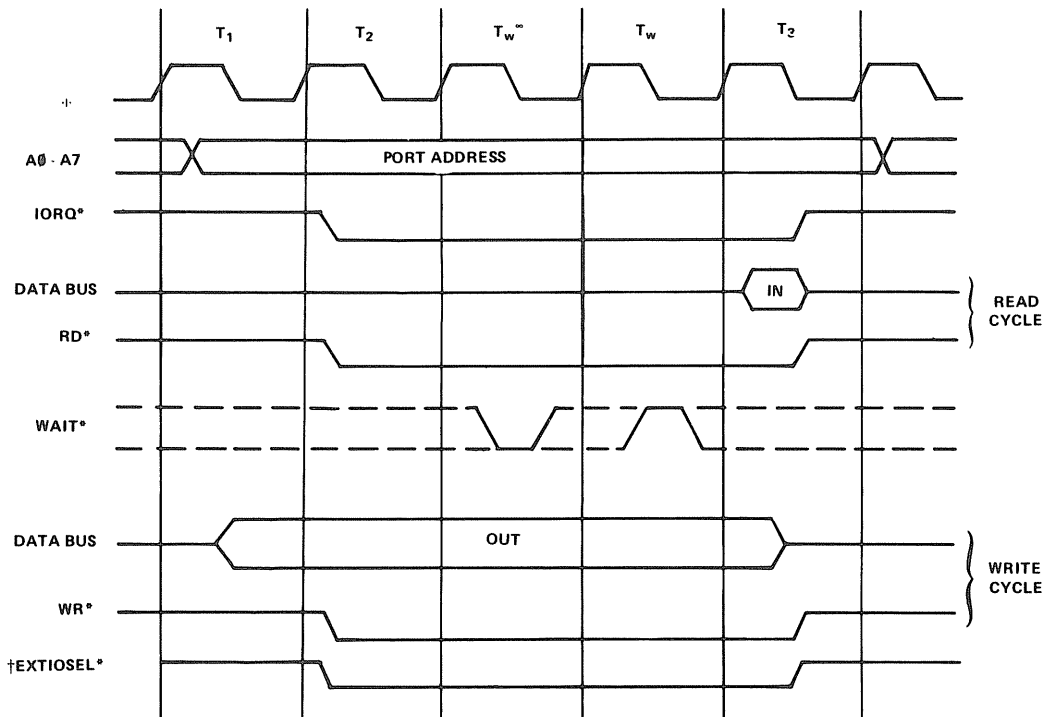 T1 T2 Tw∞ Tw T3
A0 - A7 PORT ADDRESS
IORQ*
DATA BUS IN
RD*
READ
CYCLE
WAIT*
DATA BUS OUT
WR*
WRITE
CYCLE
†EXTIOSEL*